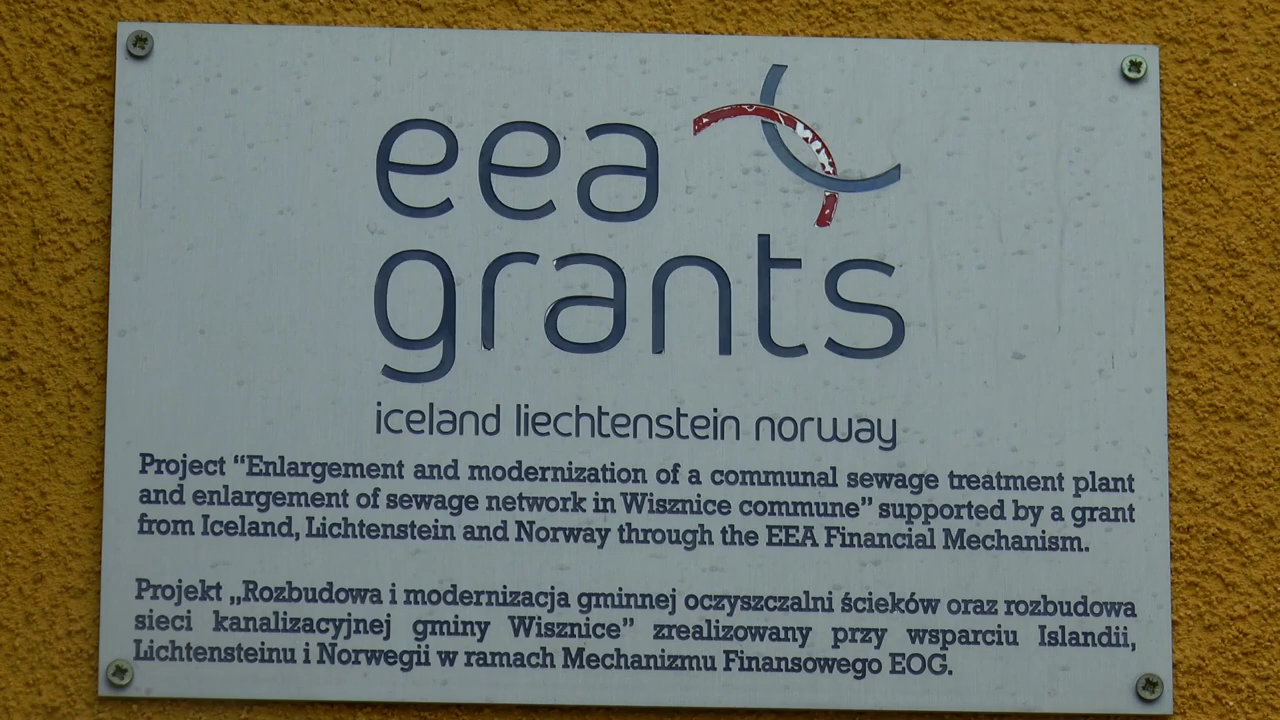 eea
grants
iceland liechtenstein norway
Project “Enlargement and modernization of a communal sewage treatment plant
and enlargement of sewage network in Wisznice commune” supported by a grant
from Iceland, Lichtenstein and Norway through the EEA Financial Mechanism.
Projekt „Rozbudowa i modernizacja gminnej oczyszczalni ścieków oraz rozbudowa
sieci kanalizacyjnej gminy Wisznice” zrealizowany przy wsparciu Islandii,
Lichtensteinu i Norwegii w ramach Mechanizmu Finansowego EOG.